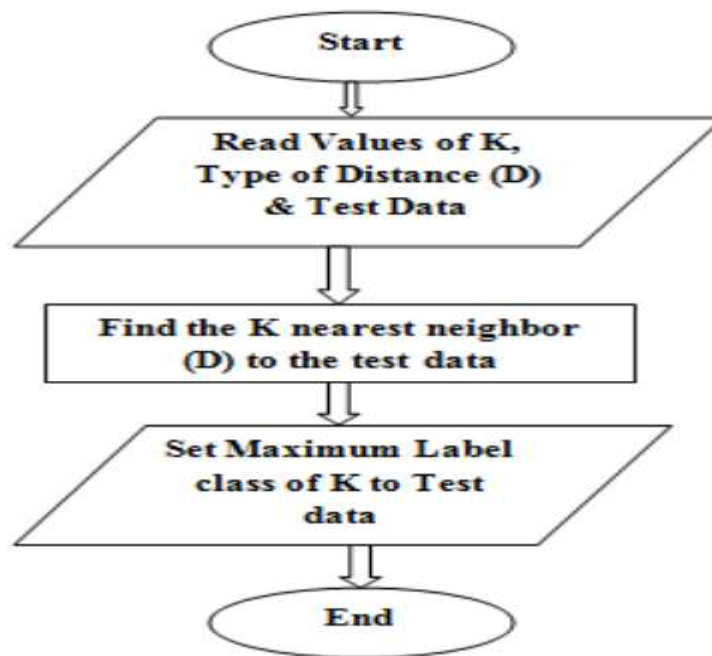 Start
Read Values of K,
Type of Distance (D)
& Test Data
Find the K nearest neighbor
(D) to the test data
Set Maximum Label
class of K to Test
data
End